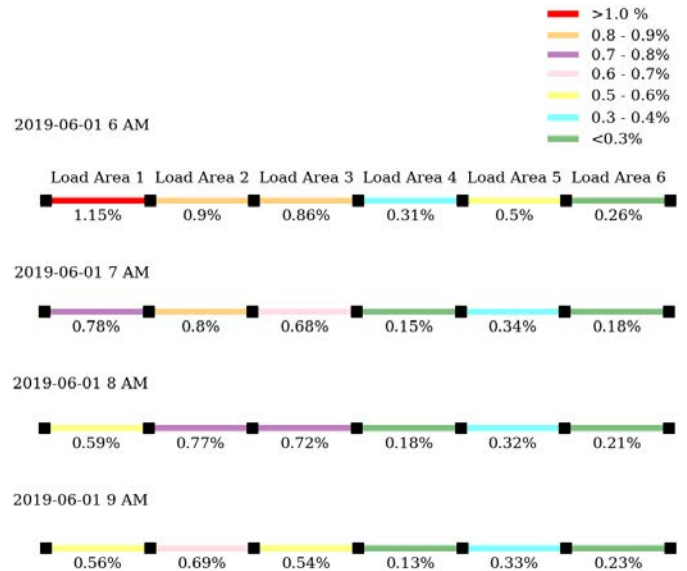 >1.0 %
0.8 - 0.9%
0.7 - 0.8%
0.6 - 0.7%
0.5 - 0.6%
0.3 - 0.4%
<0.3%
2019-06-01 6 AM
Load Area 1 Load Area 2 Load Area 3 Load Area 4 Load Area 5 Load Area 6
1.15% 0.9% 0.86% 0.31% 0.5% 0.26%
2019-06-01 7 AM
0.78% 0.8% 0.68% 0.15% 0.34% 0.18%
2019-06-01 8 AM
0.59% 0.77% 0.72% 0.18% 0.32% 0.21%
2019-06-01 9 AM
0.56% 0.69% 0.54% 0.13% 0.33% 0.23%